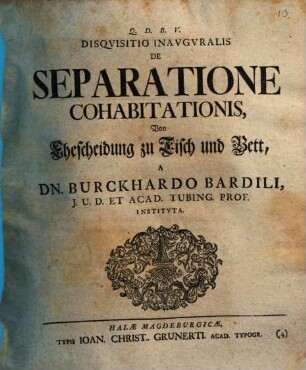 Q. D. B. V.
DISQVISITIO INAVGVRALIS
DE
SEPARATIONE
COHABITATIONIS,
Von
Ehescheidung zu Tisch und Bett,
A
DN. BURCKHARDO BARDILI,
J. U. D. ET ACAD. TUBING. PROF.
INSTITVTA.
HALÆ MAGDEBURGICÆ,
TYPIS IOAN. CHRIST. GRUNERTI. ACAD. TYPOGR.
(4)